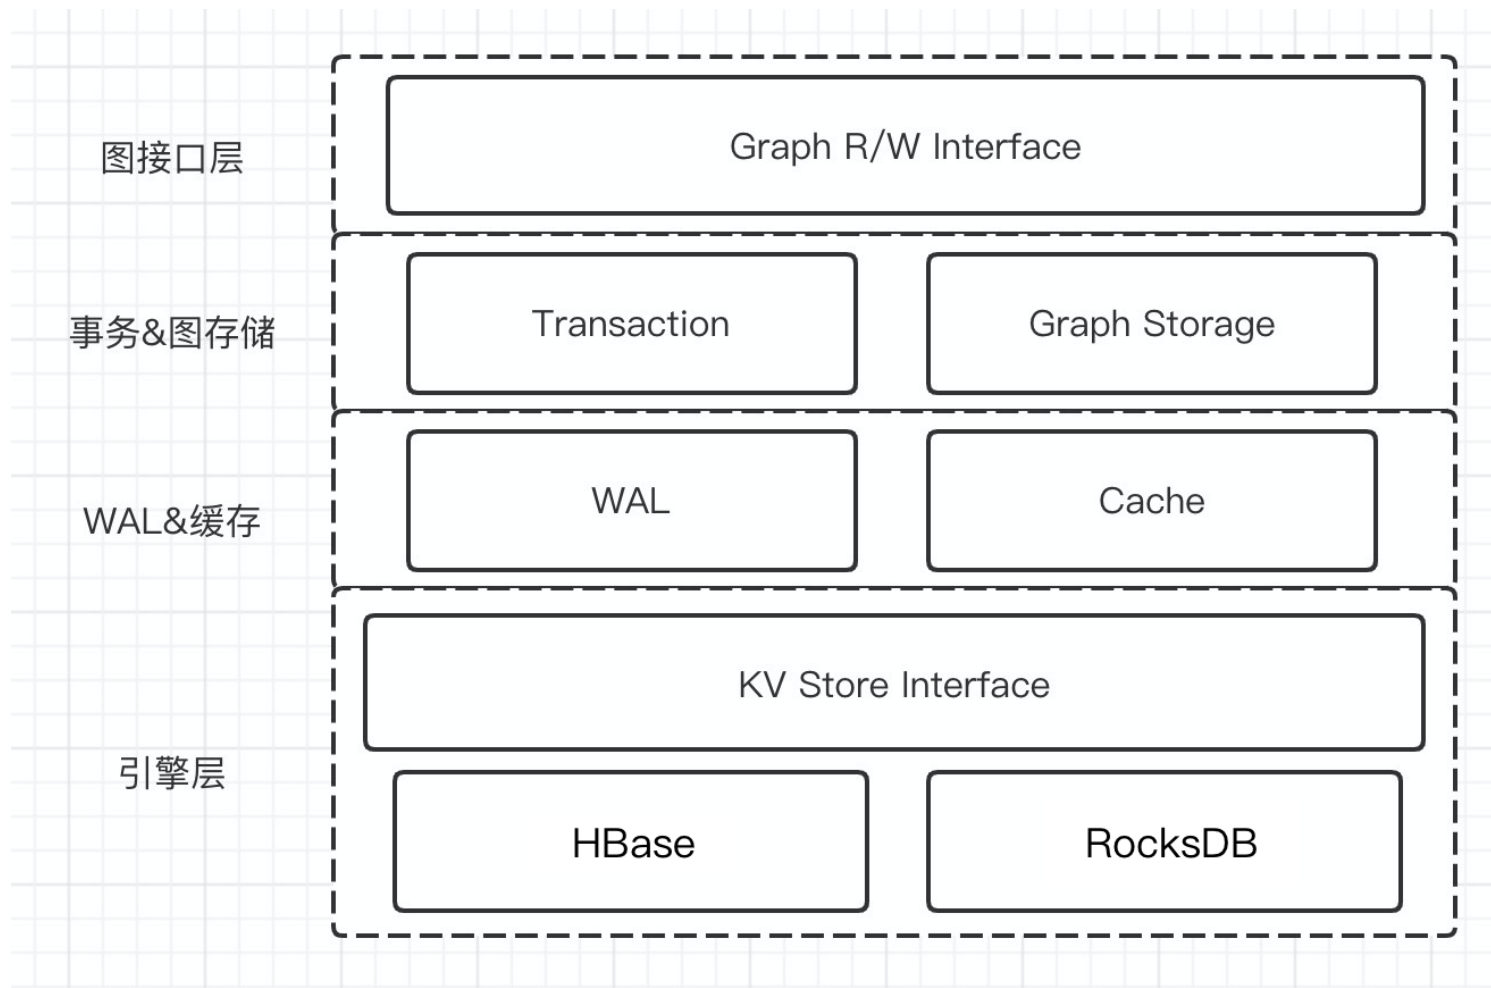 图接口层
Graph R/W Interface
事务&图存储
Transaction
Graph Storage
WAL&缓存
WAL
Cache
引擎层
KV Store Interface
HBase
RocksDB